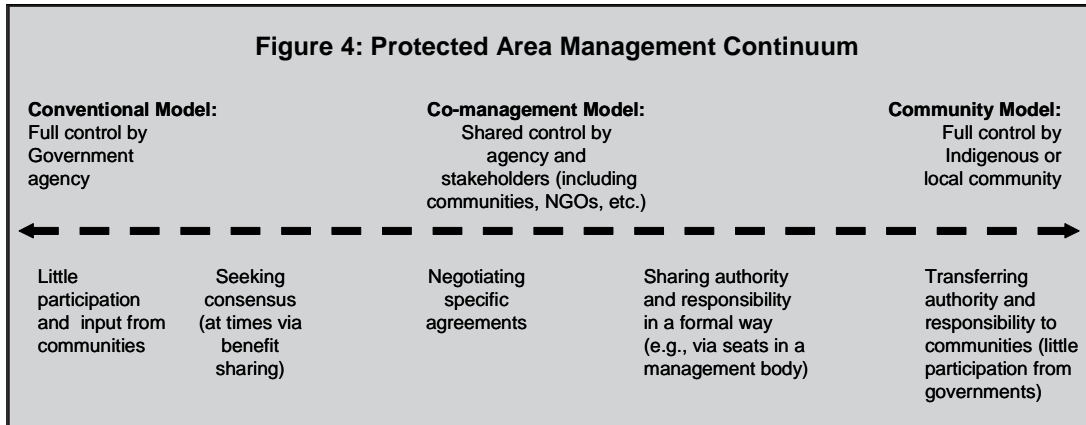 Figure 4: Protected Area Management Continuum
Conventional Model:
Full control by
Government
agency
Co-management Model:
Shared control by
agency and
stakeholders (including
communities, NGOs, etc.)
Community Model:
Full control by
Indigenous or
local community
Little
participation
and input from
communities
Seeking
consensus
(at times via
benefit
sharing)
Negotiating
specific
agreements
Sharing authority
and responsibility
in a formal way
(e.g., via seats in a
management body)
Transferring
authority and
responsibility to
communities (little
participation from
governments)